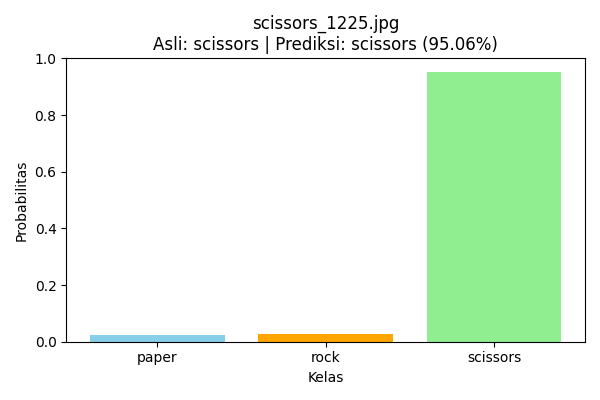 scissors_1225.jpg
Asli: scissors | Prediksi: scissors (95.06%)
1.0
0.8
0.6
0.4
0.2
0.0
Probabilitas
paper rock scissors
Kelas